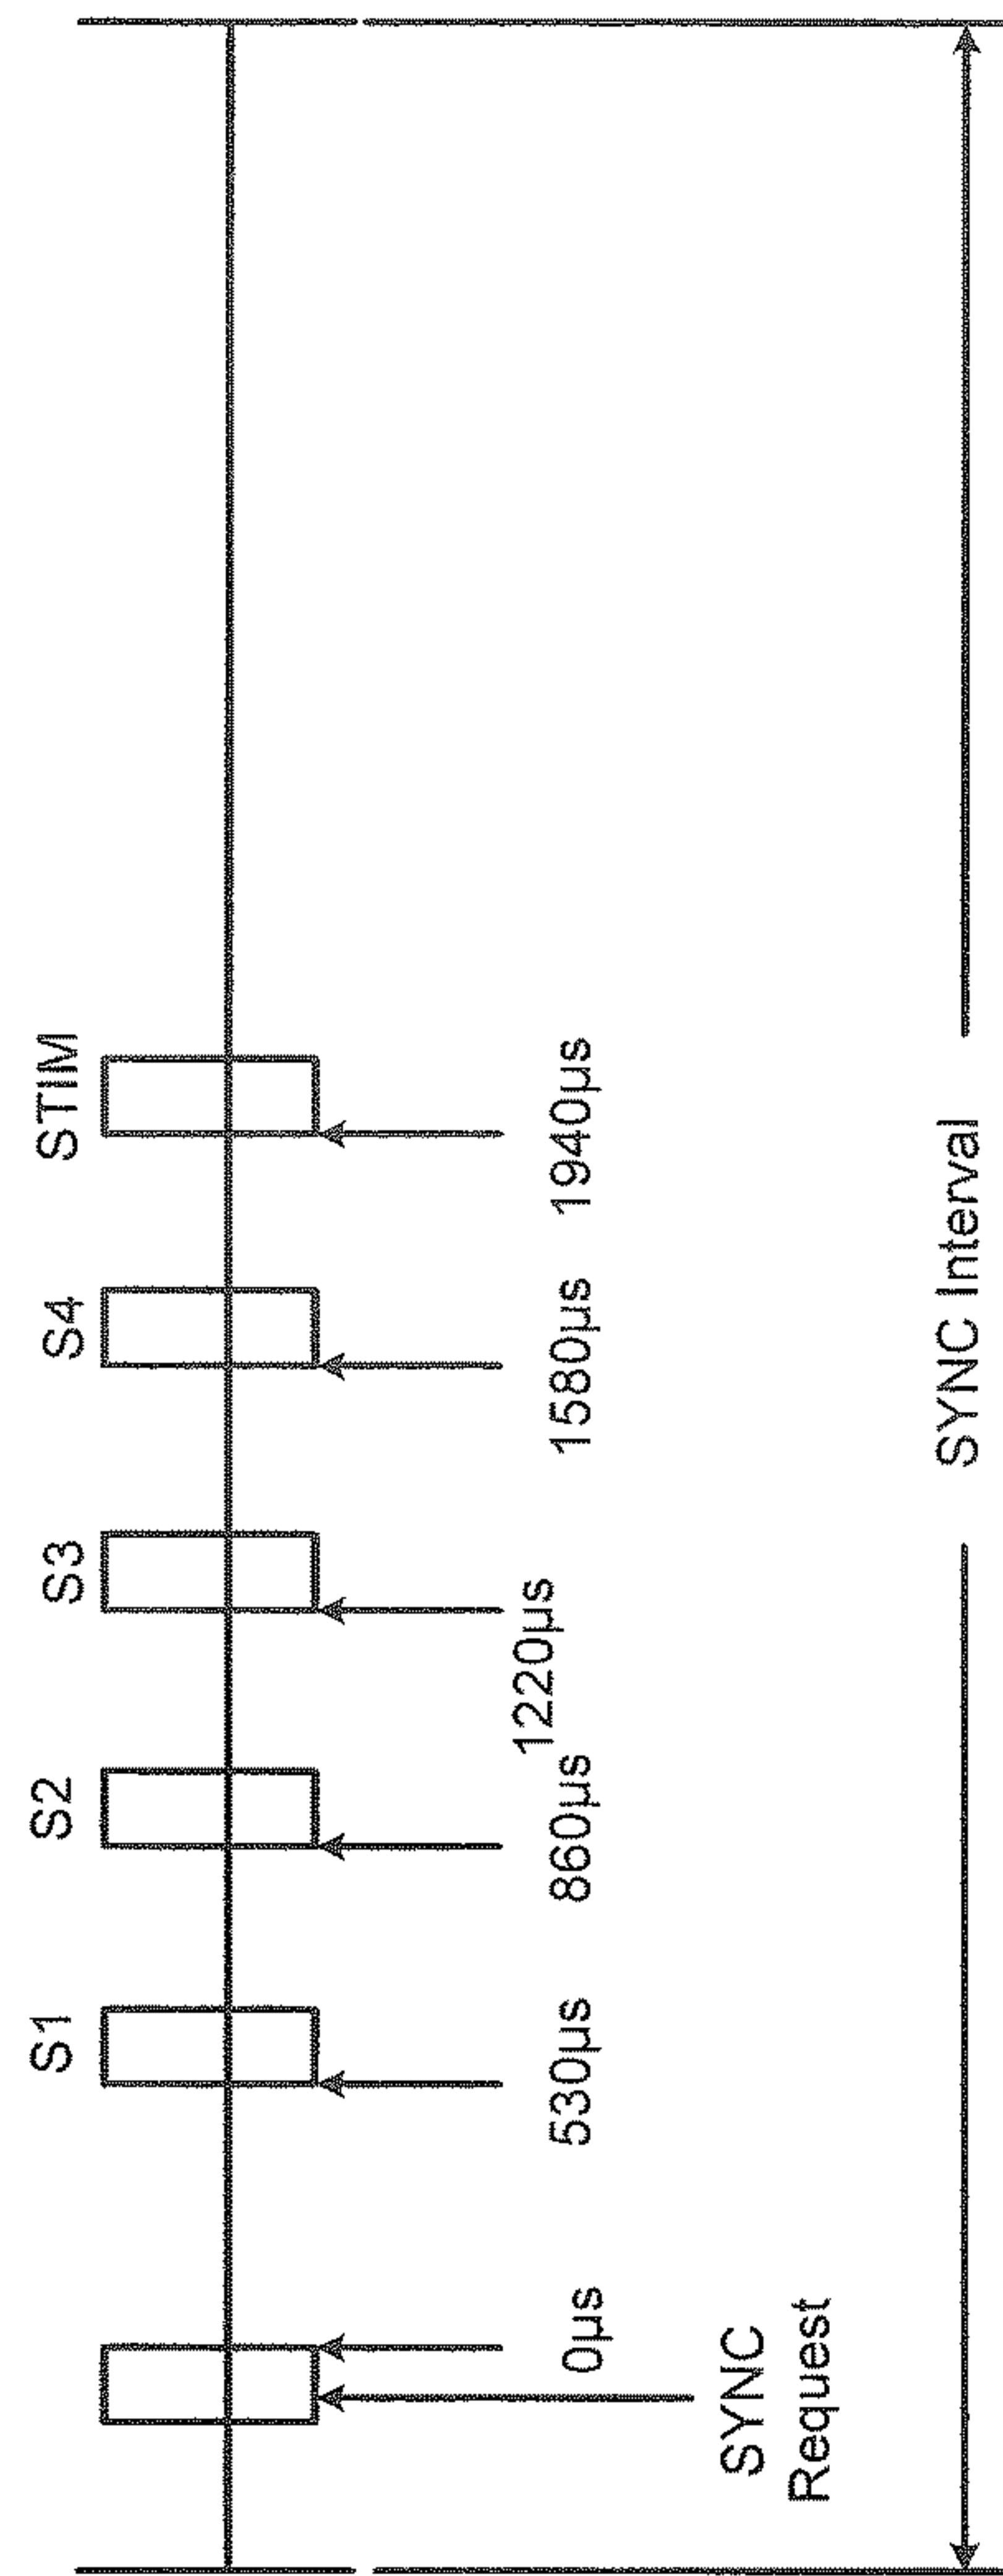 S1
S2
S3
S4
STIM
0µs
530µs
860µs
1220µs
1580µs
1940µs
SYNC
Request
SYNC Interval